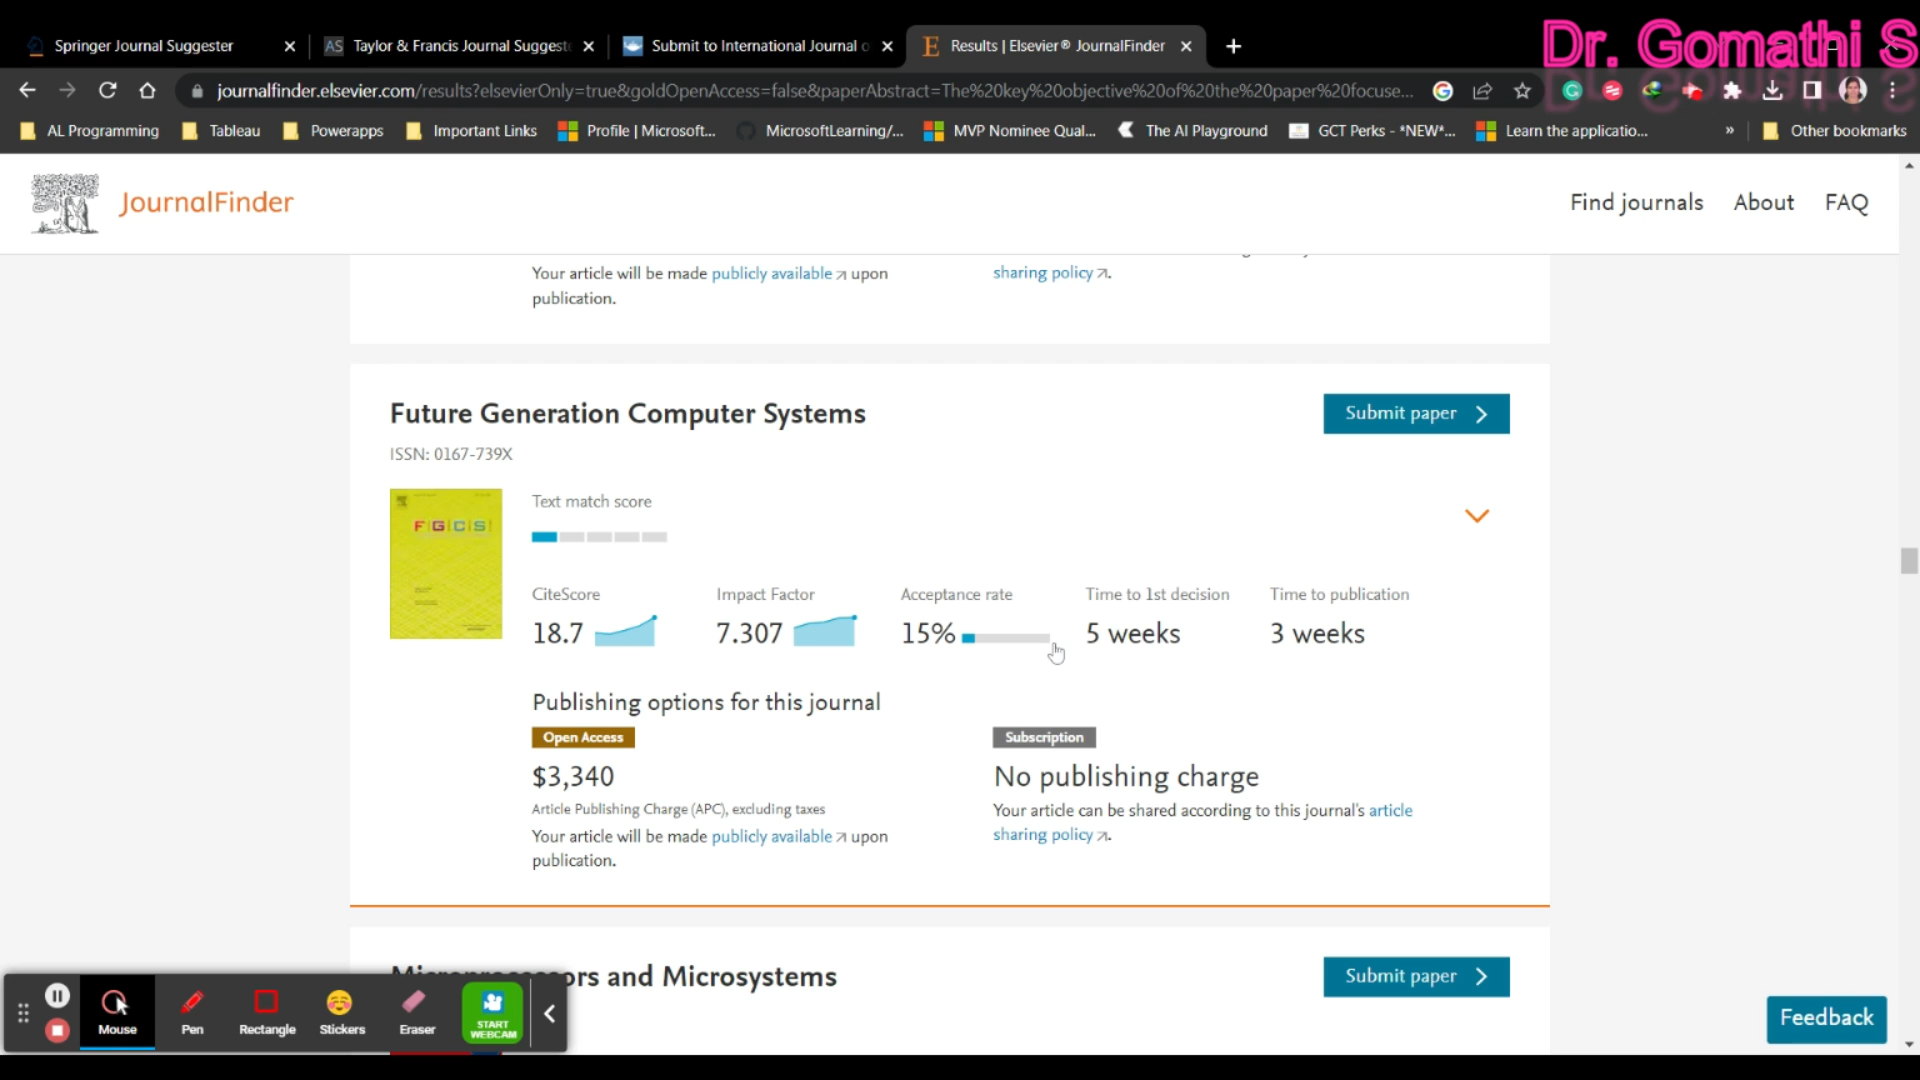 Dr. Gomathi S
Springer Journal Suggester
AS Taylor & Francis Journal Suggest
Submit to International Journal o
E Results | Elsevier® JournalFinder
journalfinder.elsevier.com/results?elsevierOnly=true&goldOpenAccess=false&paperAbstract=The%20key%20objective%20of%20the%20paper%20focuse...
AL Programming
Tableau
Powerapps
Important Links
Profile | Microsoft...
MicrosoftLearning/...
MVP Nominee Qual...
The AI Playground
GCT Perks - *NEW*...
Learn the applicatio...
»
Other bookmarks
JournalFinder
Find journals
About
FAQ
Your article will be made publicly available upon
publication.
sharing policy.
Future Generation Computer Systems
Submit paper
ISSN: 0167-739X
FGCS
Text match score
CiteScore
18.7
Impact Factor
7.307
Acceptance rate
15%
Time to 1st decision
5 weeks
Time to publication
3 weeks
Publishing options for this journal
Open Access
$3,340
Article Publishing Charge (APC), excluding taxes
Your article will be made publicly available upon
publication.
Subscription
No publishing charge
Your article can be shared according to this journal's article
sharing policy.
ors and Microsystems
Submit paper
Mouse
Pen
Rectangle
Stickers
Eraser
START
WEBCAM
Feedback